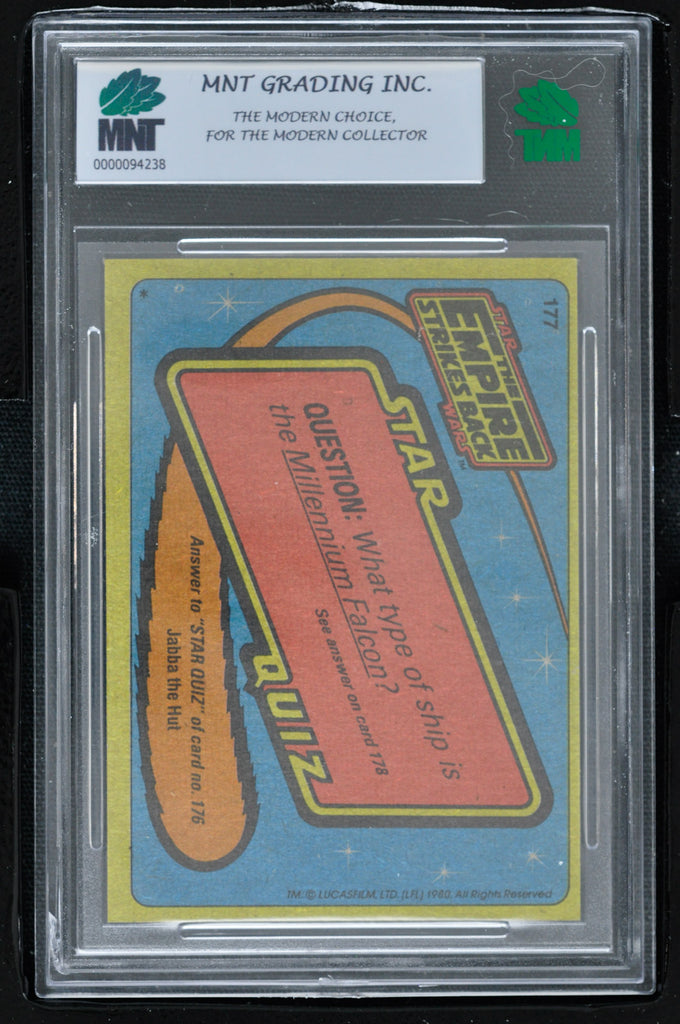 MNT GRADING INC.
THE MODERN CHOICE,
FOR THE MODERN COLLECTOR
MNT
0000094238
MNT
177
STAR
THE
EMPIRE
STRIKES BACK
WARS™
*
STAR
QUIZ
QUESTION: What type of ship is
the Millennium Falcon?
See answer on card 178
Answer to "STAR QUIZ" of card no. 176
Jabba the Hut
TM: © LUCASFILM, LTD. (LFL) 1980. All Rights Reserved